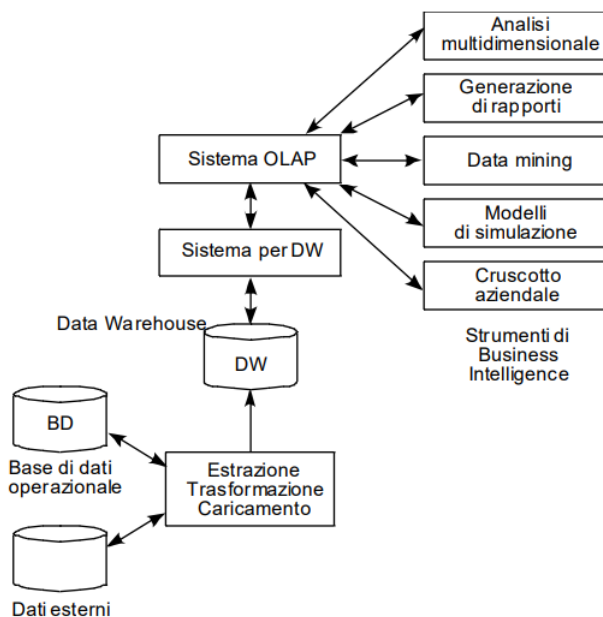 Analisi
multidimensionale
Generazione
di rapporti
Sistema OLAP
Data mining
Modelli
di simulazione
Sistema per DW
Cruscotto
aziendale
Data Warehouse
Strumenti di
Business
Intelligence
DW
BD
Base di dati
operazionale
Estrazione
Trasformazione
Caricamento
Dati esterni